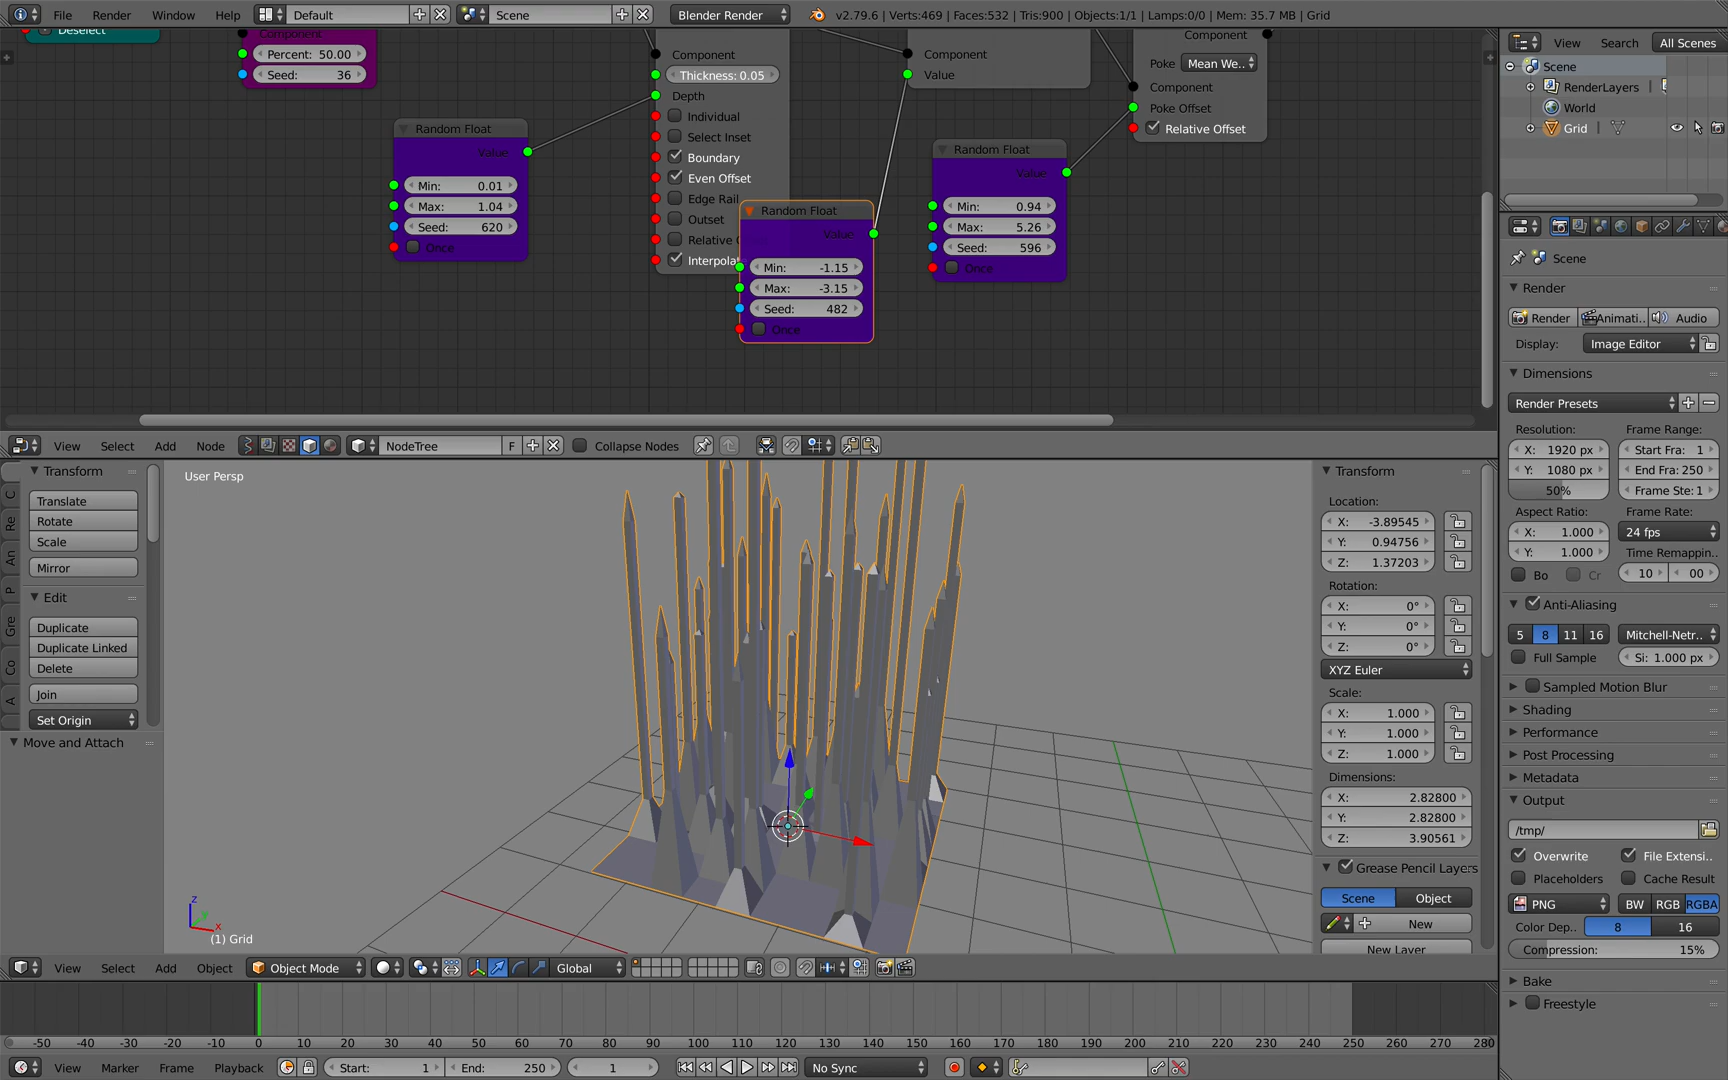 File
Render
Window
Help
Default
Scene
Blender Render
v2.79.6 | Verts:469 | Faces:532 | Tris:900 | Objects:1/1 | Lamps:0/0 | Mem: 35.7 MB | Grid
Deselect
Component
Percent: 50.00
Seed: 36
Random Float
Value
Min: 0.01
Max: 1.04
Seed: 620
Once
Component
Thickness: 0.05
Depth
Individual
Select Inset
Boundary
Even Offset
Edge Rail
Outset
Relative
Interpolat
Random Float
Value
Min: -1.15
Max: -3.15
Seed: 482
Once
Component
Value
Random Float
Value
Min: 0.94
Max: 5.26
Seed: 596
Once
Component
Poke Mean We..
Component
Poke Offset
Relative Offset
View Select Add Node
NodeTree
F
Collapse Nodes
Transform
Translate
Rotate
Scale
Mirror
Edit
Duplicate
Duplicate Linked
Delete
Join
Set Origin
Move and Attach
C
Re
An
P
Gre
Co
A
User Persp
z
x
(1) Grid
Transform
Location:
X: -3.89545
Y: 0.94756
Z: 1.37203
Rotation:
X: 0°
Y: 0°
Z: 0°
XYZ Euler
Scale:
X: 1.000
Y: 1.000
Z: 1.000
Dimensions:
X: 2.82800
Y: 2.82800
Z: 3.90561
Grease Pencil Layers
Scene Object
New
New Layer
View Select Add Object
Object Mode
Global
-50 -40 -30 -20 -10 0 10 20 30 40 50 60 70 80 90 100 110 120 130 140 150 160 170 180 190 200 210 220 230 240 250 260 270 280
View Marker Frame Playback
Start: 1
End: 250
1
No Sync
View Search All Scenes
Scene
RenderLayers
World
Grid
Scene
Render
Render Animati.. Audio
Display: Image Editor
Dimensions
Render Presets
Resolution: Frame Range:
X: 1920 px Start Fra: 1
Y: 1080 px End Fra: 250
50% Frame Ste: 1
Aspect Ratio: Frame Rate:
X: 1.000 24 fps
Y: 1.000 Time Remappin..
Bo Cr 10 00
Anti-Aliasing
5 8 11 16 Mitchell-Netr..
Full Sample Si: 1.000 px
Sampled Motion Blur
Shading
Performance
Post Processing
Metadata
Output
/tmp/
Overwrite File Extensi..
Placeholders Cache Result
PNG BW RGB RGBA
Color Dep.. 8 16
Compression: 15%
Bake
Freestyle